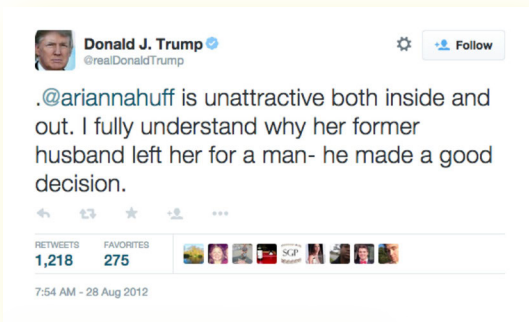 Donald J. Trump
@realDonaldTrump
Follow
.@ariannahuff is unattractive both inside and
out. I fully understand why her former
husband left her for a man- he made a good
decision.
RETWEETS FAVORITES
1,218 275
SGP
7:54 AM - 28 Aug 2012